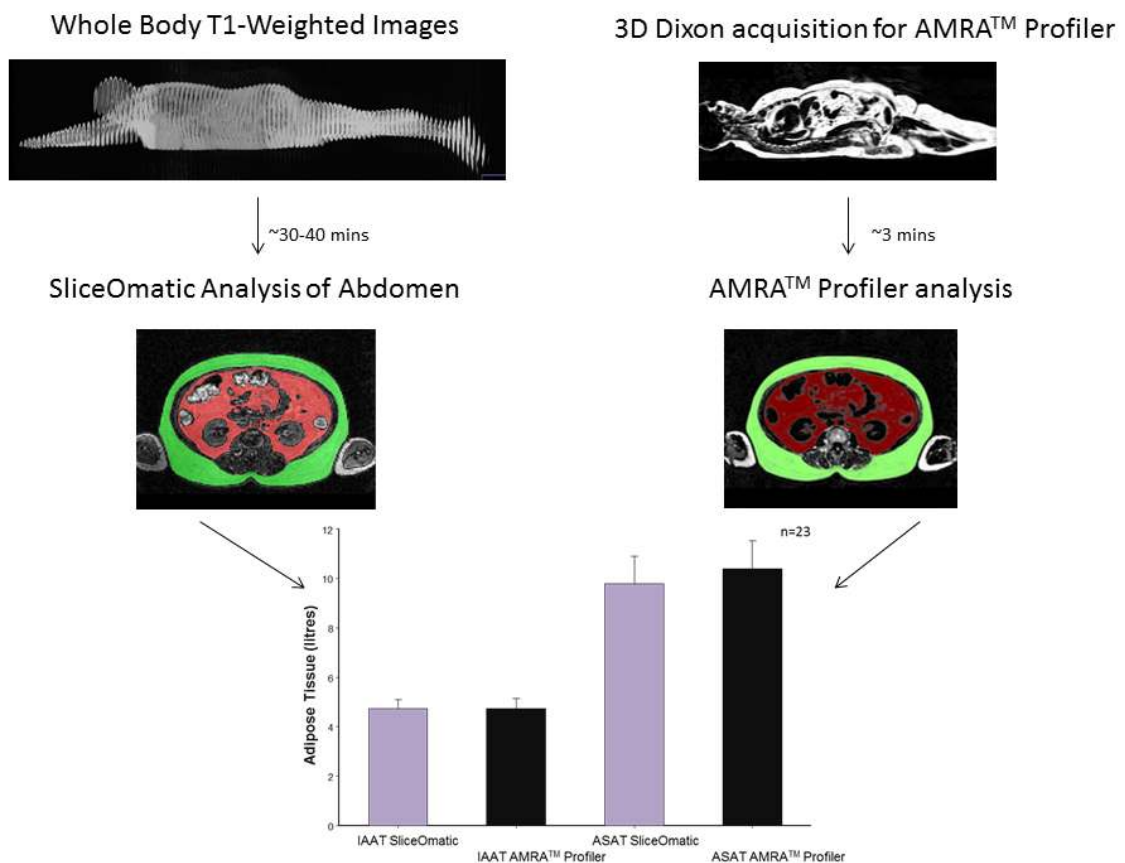 Whole Body T1-Weighted Images
3D Dixon acquisition for AMRA™ Profiler
~30-40 mins
~3 mins
SliceOmatic Analysis of Abdomen
AMRA™ Profiler analysis
n=23
12
10
8
6
4
2
0
Adipose Tissue (litres)
IAAT SliceOmatic
IAAT AMRA™ Profiler
ASAT SliceOmatic
ASAT AMRA™ Profiler